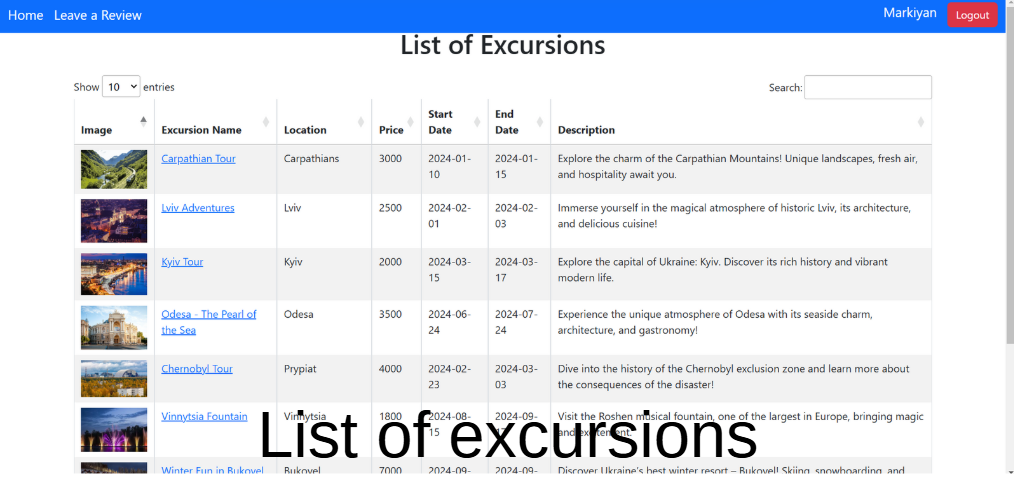 Home Leave a Review Markiyan Logout
List of Excursions
Show 10 entries Search:
Image Excursion Name Location Price Start Date End Date Description
Carpathian Tour Carpathians 3000 2024-01-10 2024-01-15 Explore the charm of the Carpathian Mountains! Unique landscapes, fresh air, and hospitality await you.
Lviv Adventures Lviv 2500 2024-02-01 2024-02-03 Immerse yourself in the magical atmosphere of historic Lviv, its architecture, and delicious cuisine!
Kyiv Tour Kyiv 2000 2024-03-15 2024-03-17 Explore the capital of Ukraine: Kyiv. Discover its rich history and vibrant modern life.
Odesa - The Pearl of the Sea Odesa 3500 2024-06-24 2024-07-24 Experience the unique atmosphere of Odesa with its seaside charm, architecture, and gastronomy!
Chernobyl Tour Prypiat 4000 2024-02-23 2024-03-03 Dive into the history of the Chernobyl exclusion zone and learn more about the consequences of the disaster!
Vinnytsia Fountain Vinnytsia 1800 2024-08-15 2024-09- Visit the Roshen musical fountain, one of the largest in Europe, bringing magic and excitement.
List of excursions
Winter Fun in Bukovel Bukovel 7000 2024-09- 2024-09- Discover Ukraine's best winter resort – Bukovel! Skiing, snowboarding, and